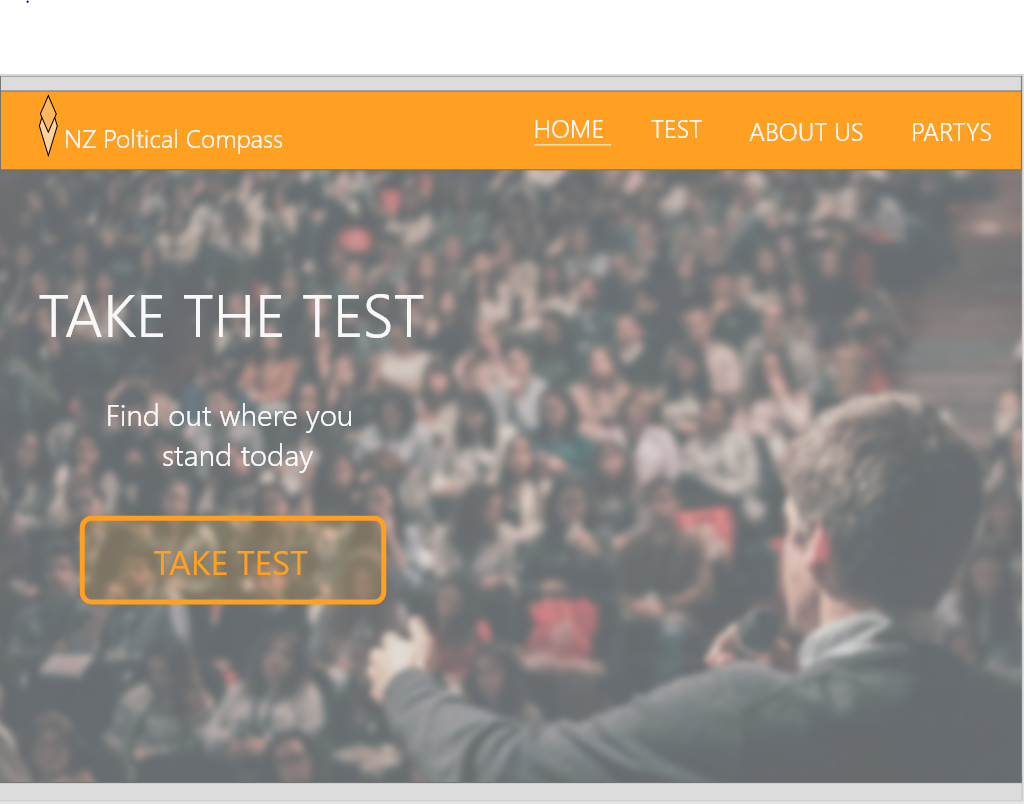 NZ Poltical Compass
HOME TEST ABOUT US PARTYS
TAKE THE TEST
Find out where you
stand today
TAKE TEST